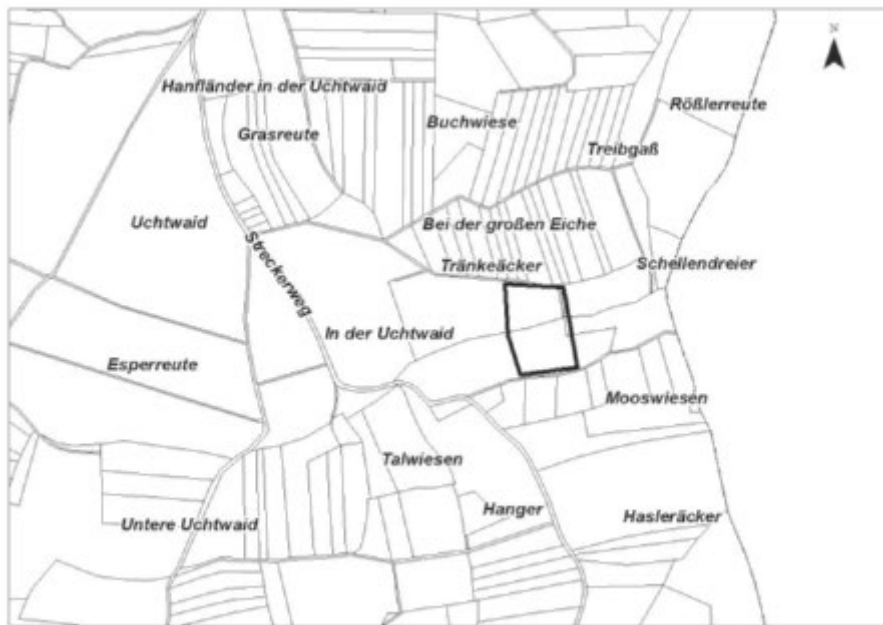 N
Hanfländer in der Uchtwaid
Rößlerreute
Buchwiese
Grasreute
Treibgaß
Uchtwaid
Bei der großen Eiche
Streckerweg
Tränkeäcker
Schellendreier
In der Uchtwaid
Esperreute
Mooswiesen
Talwiesen
Hanger
Untere Uchtwaid
Hasleräcker